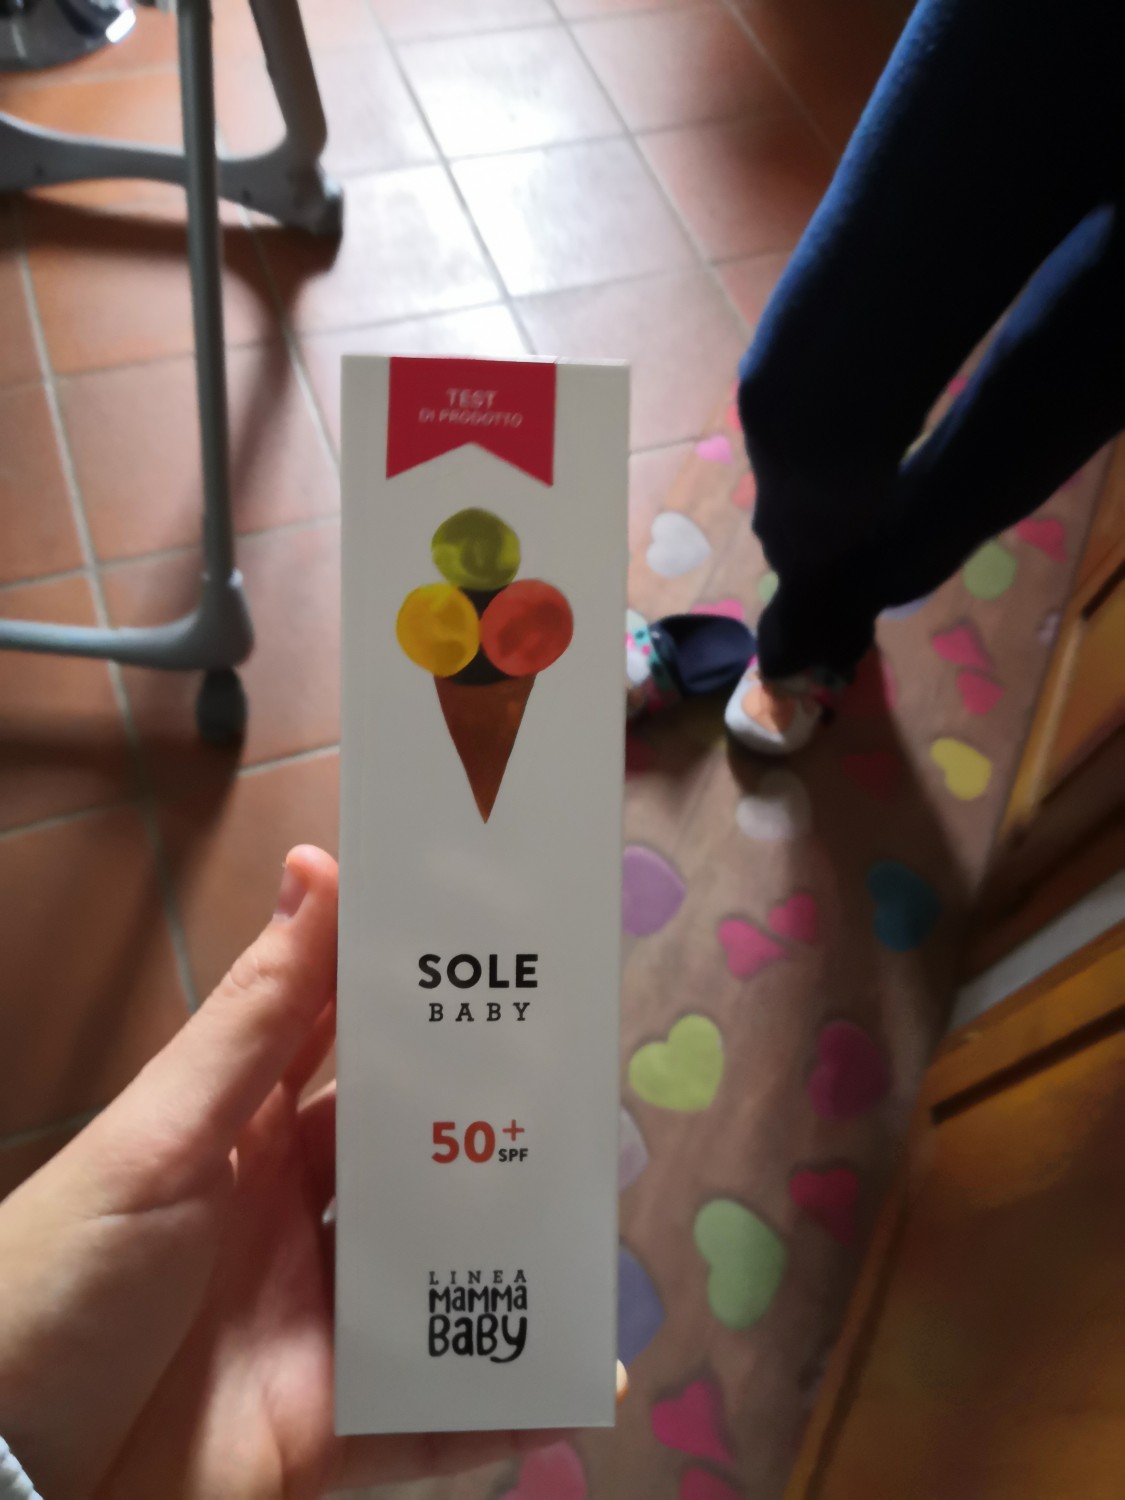 TEST
DI PRODOTTO
SOLE
BABY
50+
SPF
LINEA
MAMMA
BABY